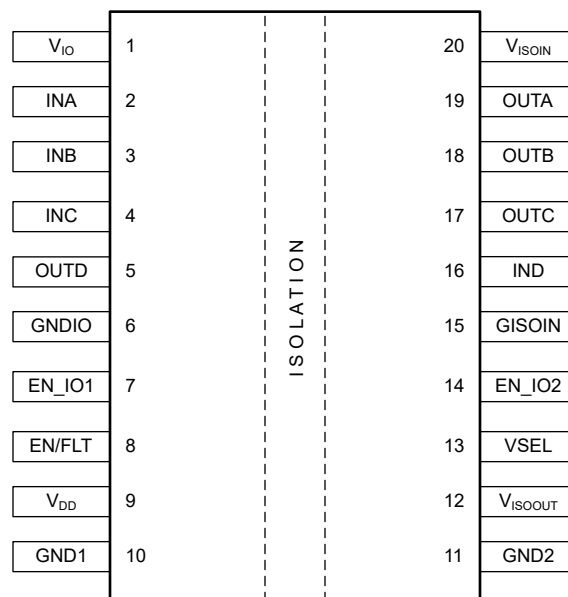 V_IO 1 20 V_ISOIN
INA 2 19 OUTA
INB 3 18 OUTB
INC 4 17 OUTC
OUTD 5 16 IND
GNDIO 6 15 GISOIN
EN_IO1 7 14 EN_IO2
EN/FLT 8 13 VSEL
V_DD 9 12 V_ISOOUT
GND1 10 11 GND2
ISOLATION